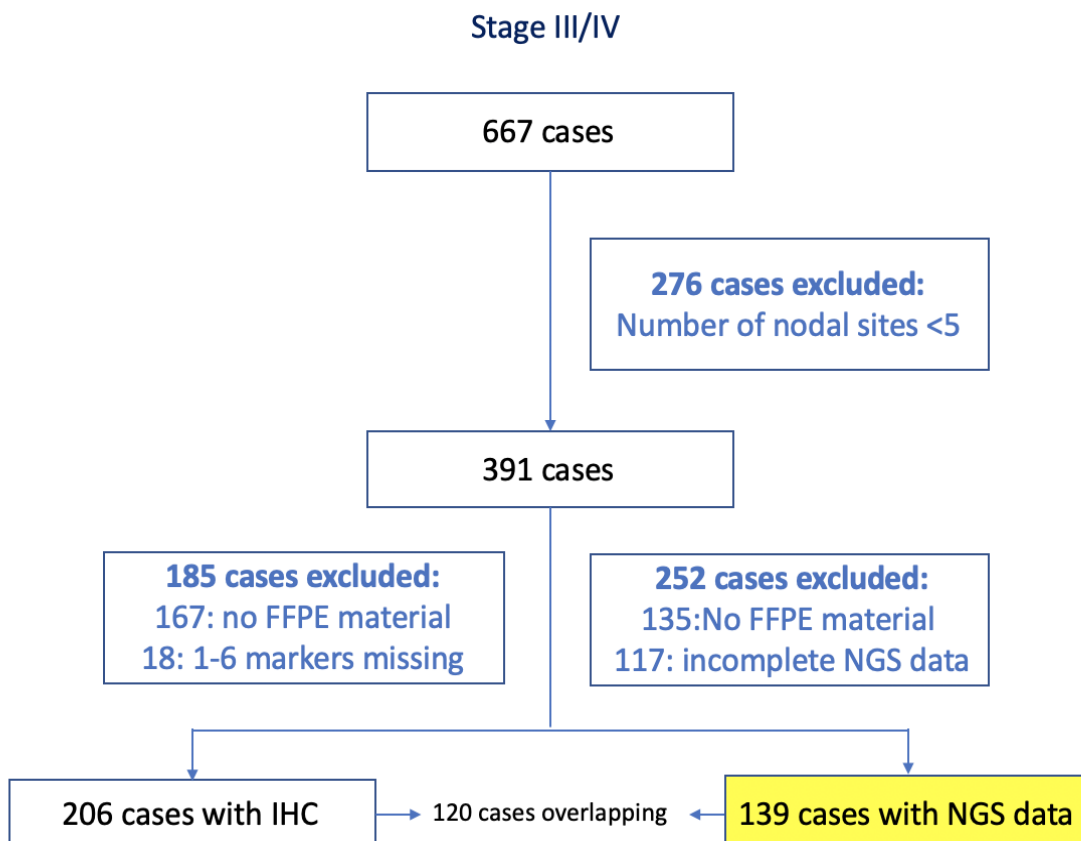 Stage III/IV
667 cases
276 cases excluded:
Number of nodal sites <5
391 cases
185 cases excluded:
167: no FFPE material
18: 1-6 markers missing
252 cases excluded:
135:No FFPE material
117: incomplete NGS data
206 cases with IHC
120 cases overlapping
139 cases with NGS data